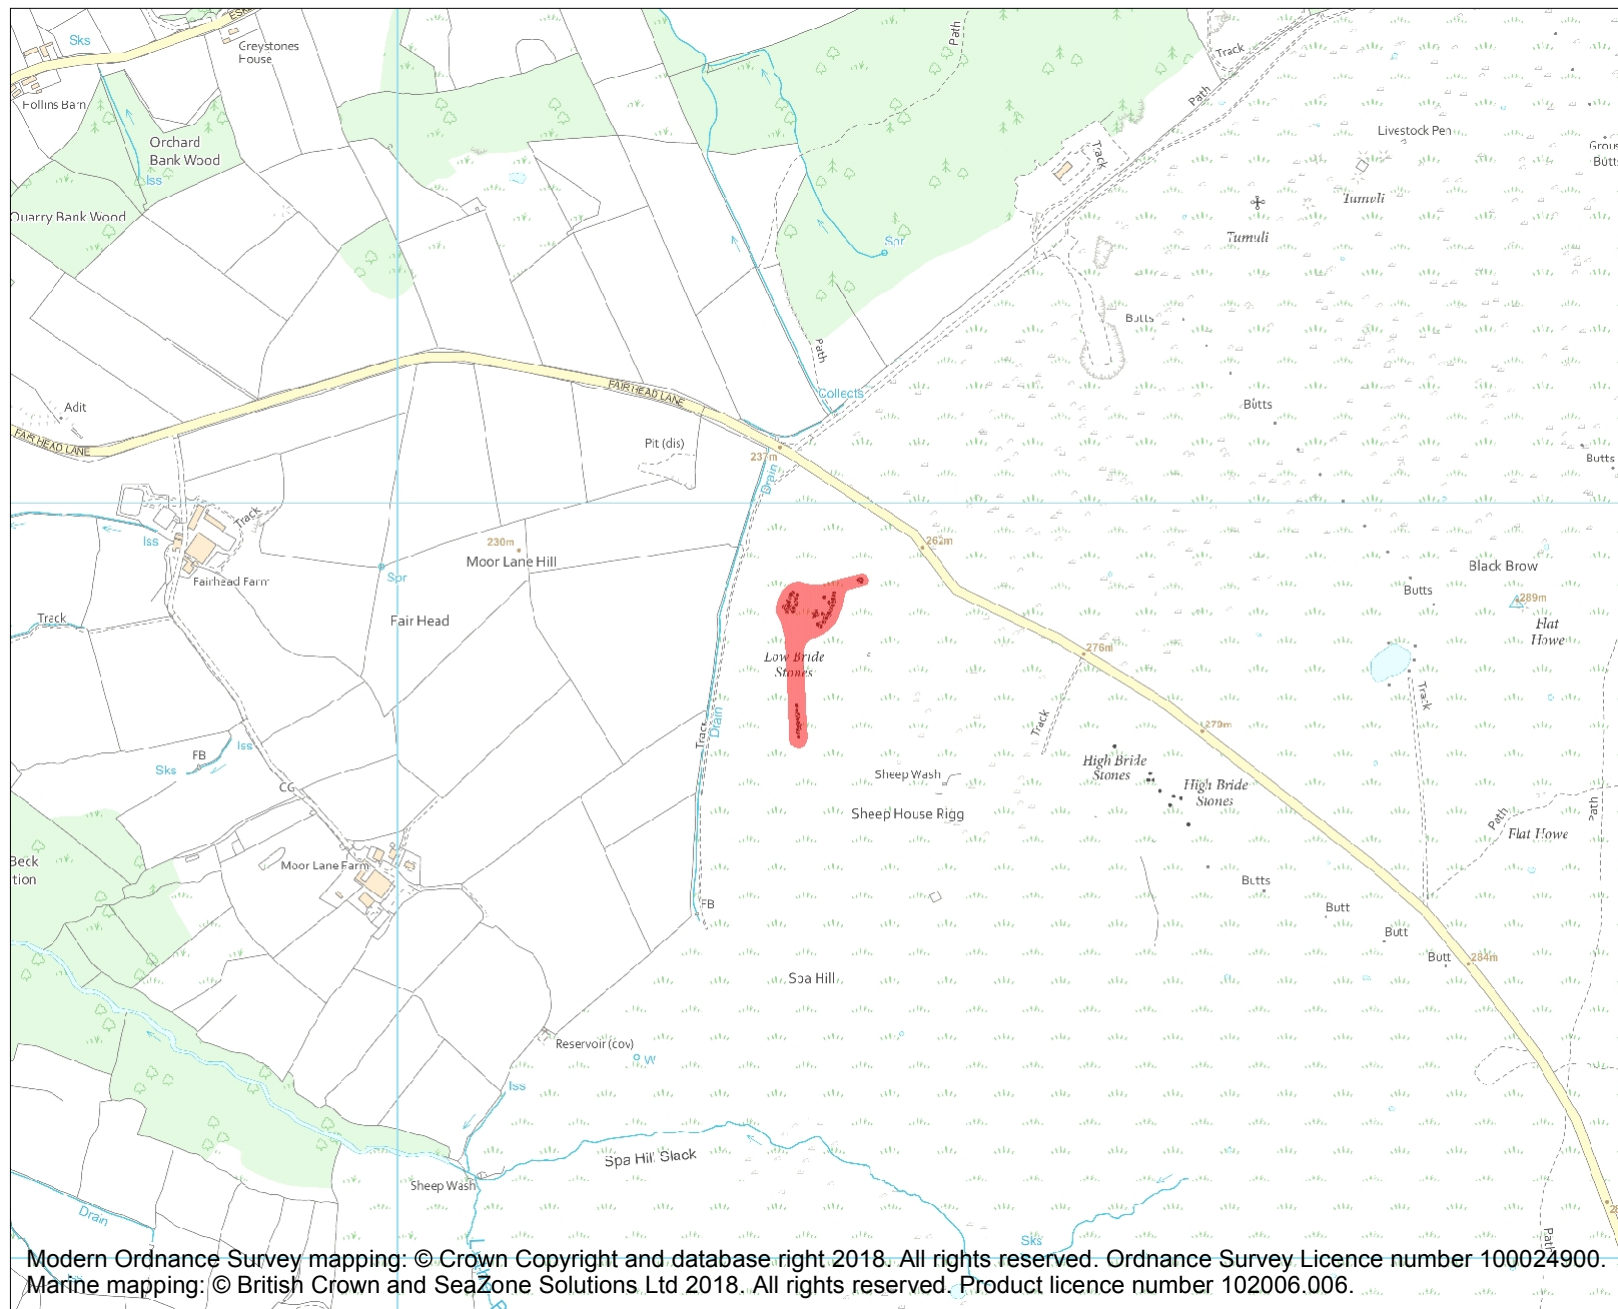 Sks
Greystones
House
Path
Track
Path
Livestock Pen
Hollins Barn
Orchard
Bank Wood
Iss
Track
Tumuli
Quarry Bank Wood
Tumuli
Spr
Butts
Path
FAIR HEAD LANE
Collects
Butts
Adit
FAIR HEAD LANE
Pit (dis)
237m
Butts
Drain
Track
Iss
230m
Moor Lane Hill
262m
Black Brow
Spr
Fairhead Farm
Butts
289m
Track
Fair Head
Flat
Howe
276m
Low Bride
Stones
Track
Drain
Track
Track
279m
Iss
FB
Sks
High Bride
Stones
Sheep Wash
CG
High Bride
Stones
Sheep House Rigg
Path
Path
Flat Howe
Beck
Moor Lane Farm
Butts
FB
Butt
Butt
Butt
284m
Spa Hill
Reservoir (cov)
W
Iss
Spa Hill Slack
Sheep Wash
Drain
Sks
Path
Modern Ordnance Survey mapping: © Crown Copyright and database right 2018. All rights reserved. Ordnance Survey Licence number 100024900.
Marine mapping: © British Crown and SeaZone Solutions Ltd 2018. All rights reserved. Product licence number 102006.006.